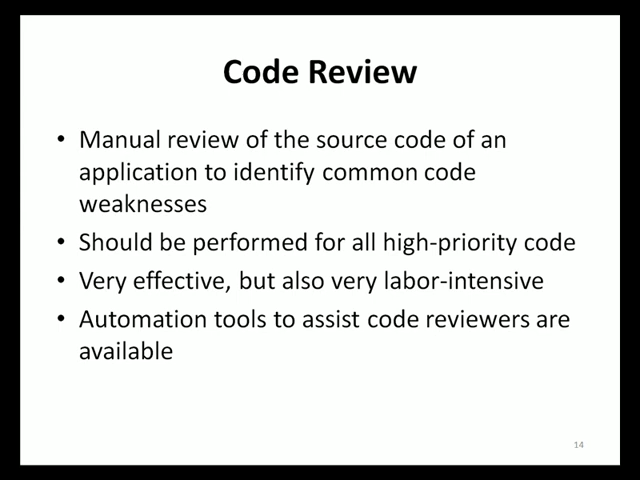 Code Review
• Manual review of the source code of an
application to identify common code
weaknesses
• Should be performed for all high-priority code
• Very effective, but also very labor-intensive
• Automation tools to assist code reviewers are
available
14